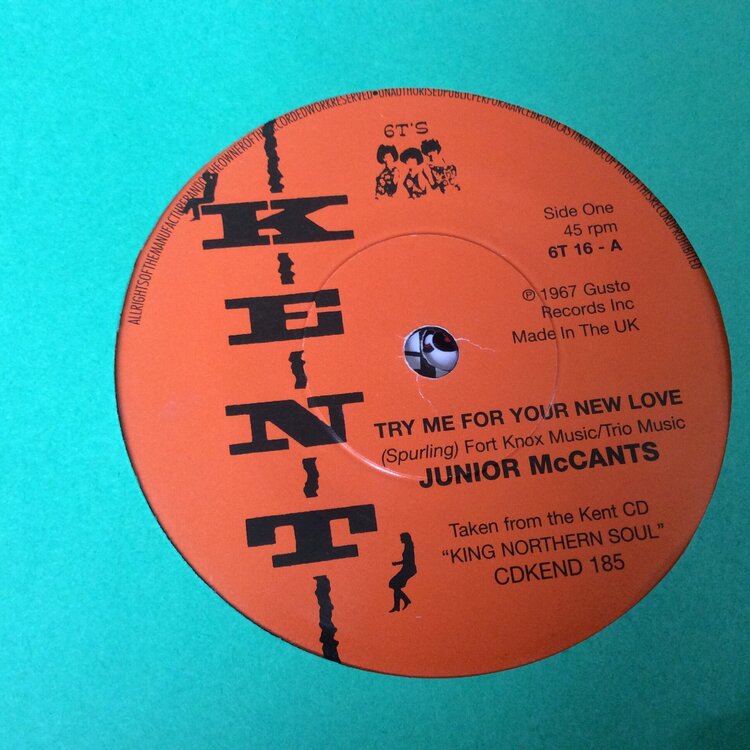 ALLRIGHTSOFTHEMANUFACTURERANDOFTHEOWNEROFTHERECORDEDWORKRESERVED•UNAUTHORISEDPUBLICPERFORMANCEBROADCASTINGANDCOPYINGOFTHISRECORDPROHIBITED
6T'S
KENT
Side One
45 rpm
6T 16 - A
℗ 1967 Gusto
Records Inc
Made In The UK
TRY ME FOR YOUR NEW LOVE
(Spurling) Fort Knox Music/Trio Music
JUNIOR McCANTS
Taken from the Kent CD
“KING NORTHERN SOUL”
CDKEND 185